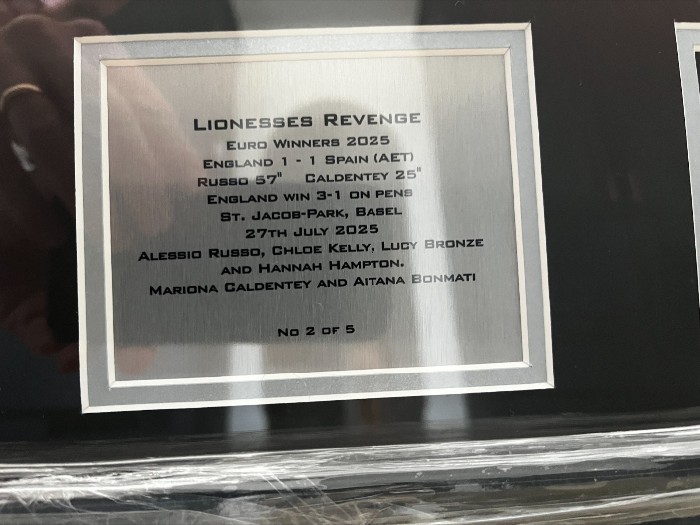 Lionesses Revenge
Euro Winners 2025
England 1 - 1 Spain (AET)
Russo 57" Caldentey 25"
England win 3-1 on pens
St. Jacob-Park, Basel
27th July 2025
Alessio Russo, Chloe Kelly, Lucy Bronze
and Hannah Hampton.
Mariona Caldentey and Aitana Bonmati
No 2 of 5